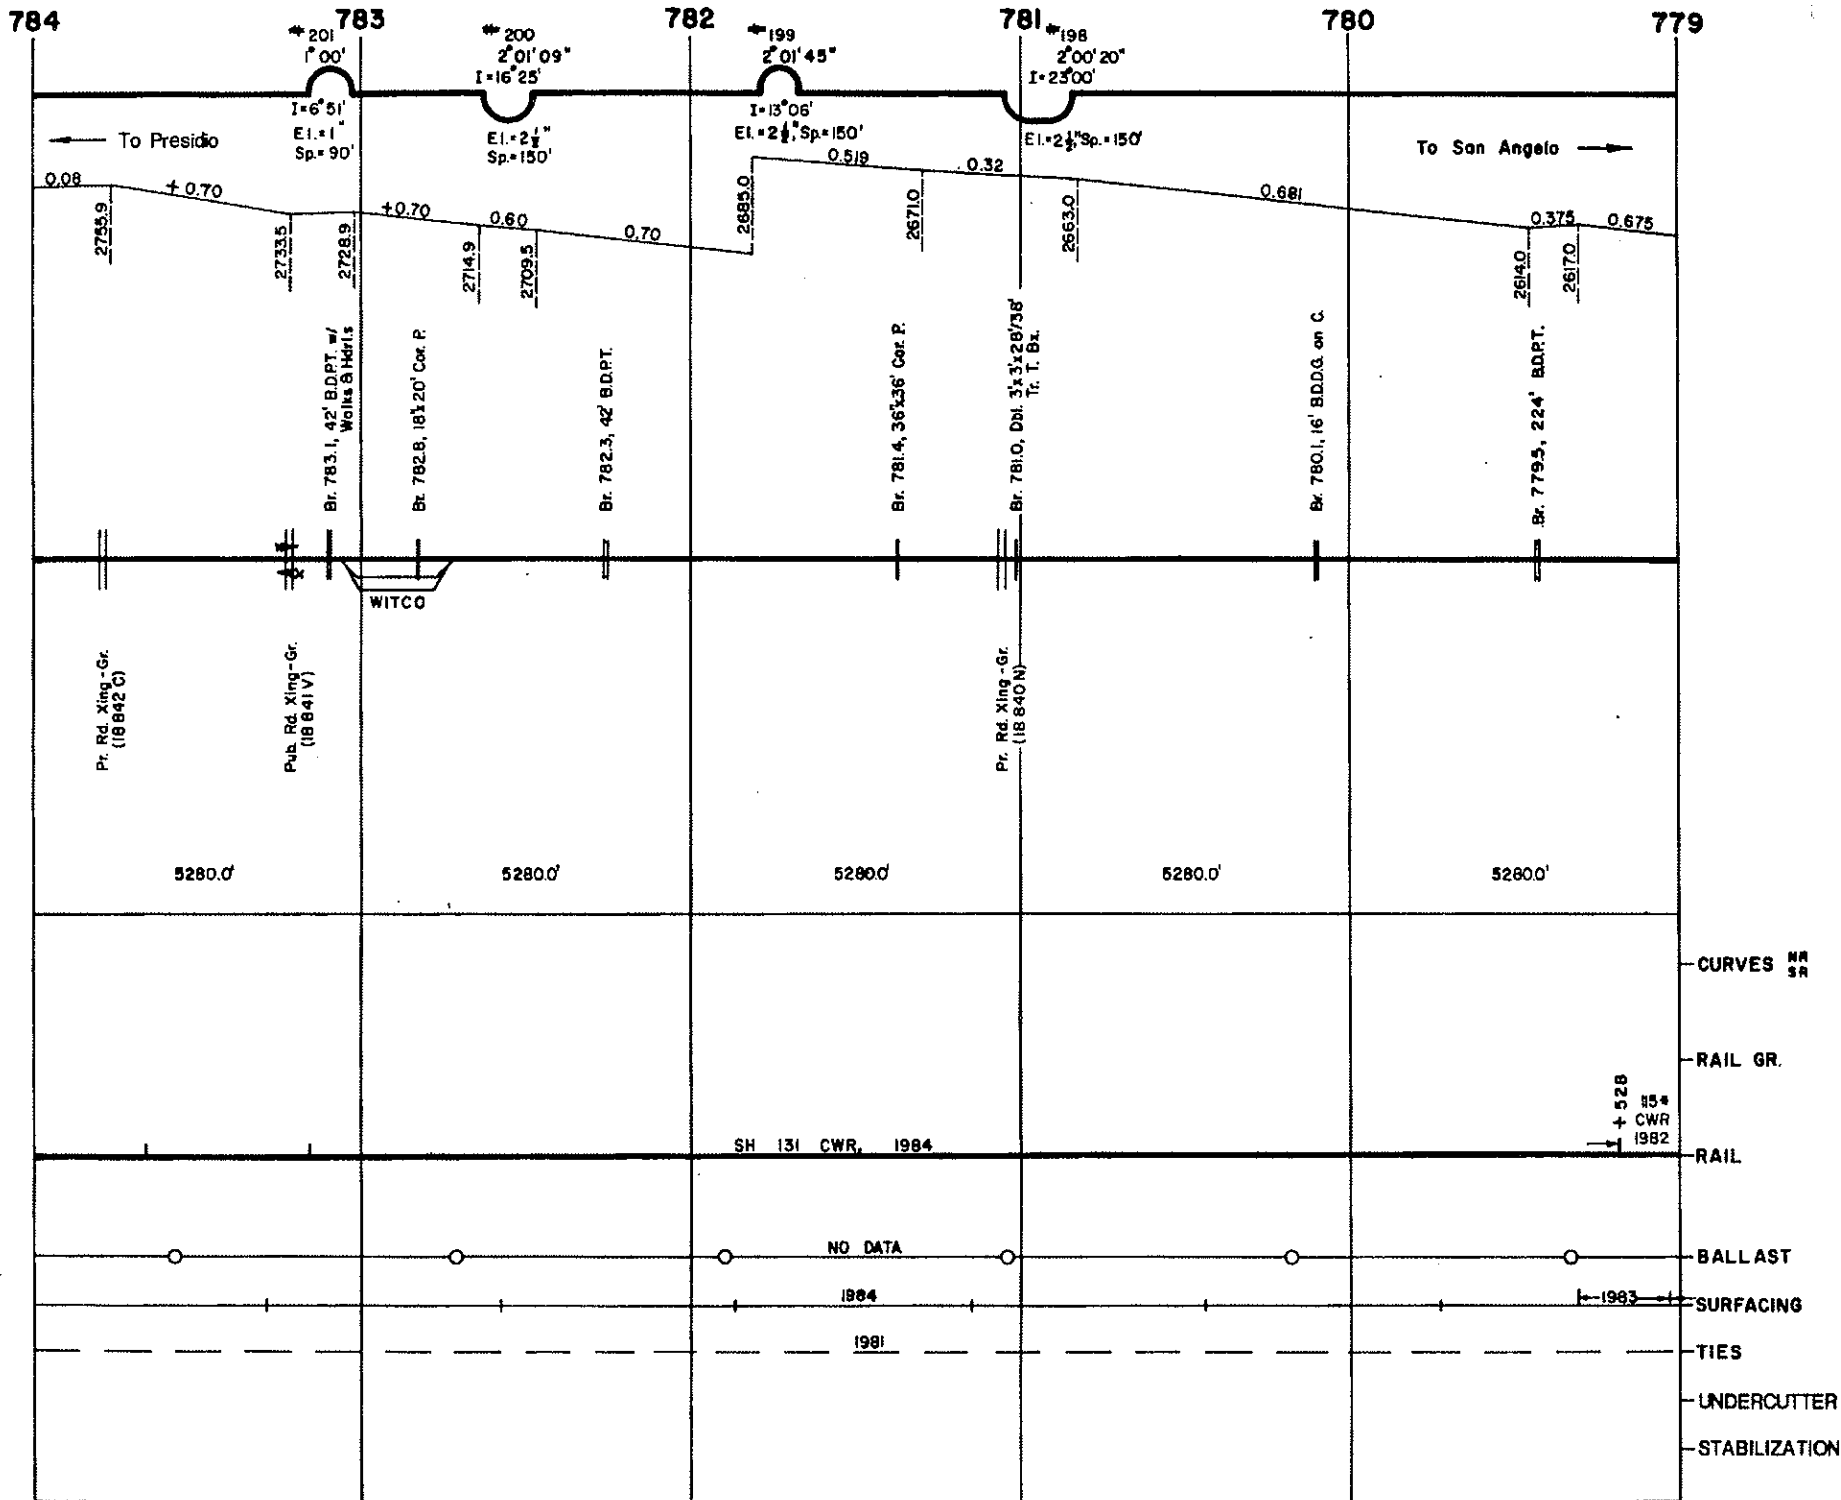 784 783 782 781 780 779
#201
1°00'
#200
2°01'09"
I=16°25'
#199
2°01'45"
#198
2°00'20"
I=23°00'
I=6°51'
El.=1"
Sp.=90'
El.=2½"
Sp.=150'
I=13°06'
El.=2½", Sp.=150'
El.=2½", Sp.=150'
To Presidio
To San Angelo
0.08 +0.70 +0.70 0.60 0.70 0.519 0.32 0.681 0.375 0.675
2755.9
2733.5
2728.9
2714.9
2709.5
2685.0
2671.0
2663.0
2614.0
2617.0
Br. 783.1, 42' B.D.P.T. w/
Walks & Hdrl.s
Br. 782.8, 18"x20' Cor. P.
Br. 782.3, 42' B.D.P.T.
Br. 781.4, 36"x36' Cor. P.
Br. 781.0, Dbl. 3'x3'x28'/38'
Tr. T. Bx.
Br. 780.1, 16' B.D.D.G. on C.
Br. 779.5, 224' B.D.P.T.
WITCO
Pr. Rd. Xing-Gr.
(18 842 C)
Pub. Rd. Xing-Gr.
(18 841 V)
Pr. Rd. Xing-Gr.
(18 840 N)
5280.0' 5280.0' 5280.0' 5280.0' 5280.0'
CURVES NR
SR
RAIL GR.
+528
115#
CWR
1982
SH 131 CWR, 1984
RAIL
NO DATA
BALLAST
1984
1983
SURFACING
1981
TIES
UNDERCUTTER
STABILIZATION